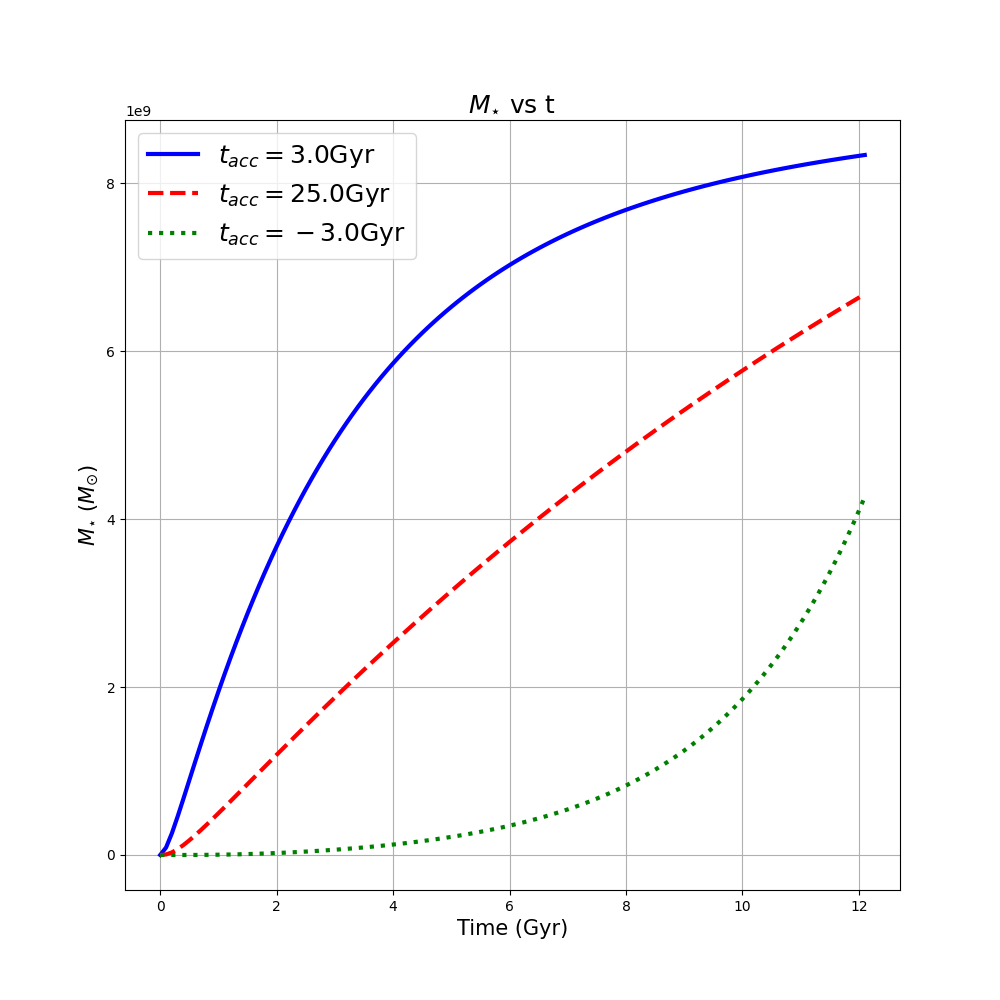 M⋆ vs t
1e9
t_acc = 3.0Gyr
t_acc = 25.0Gyr
t_acc = −3.0Gyr
8
6
4
2
0
M⋆ (M⊙)
0 2 4 6 8 10 12
Time (Gyr)